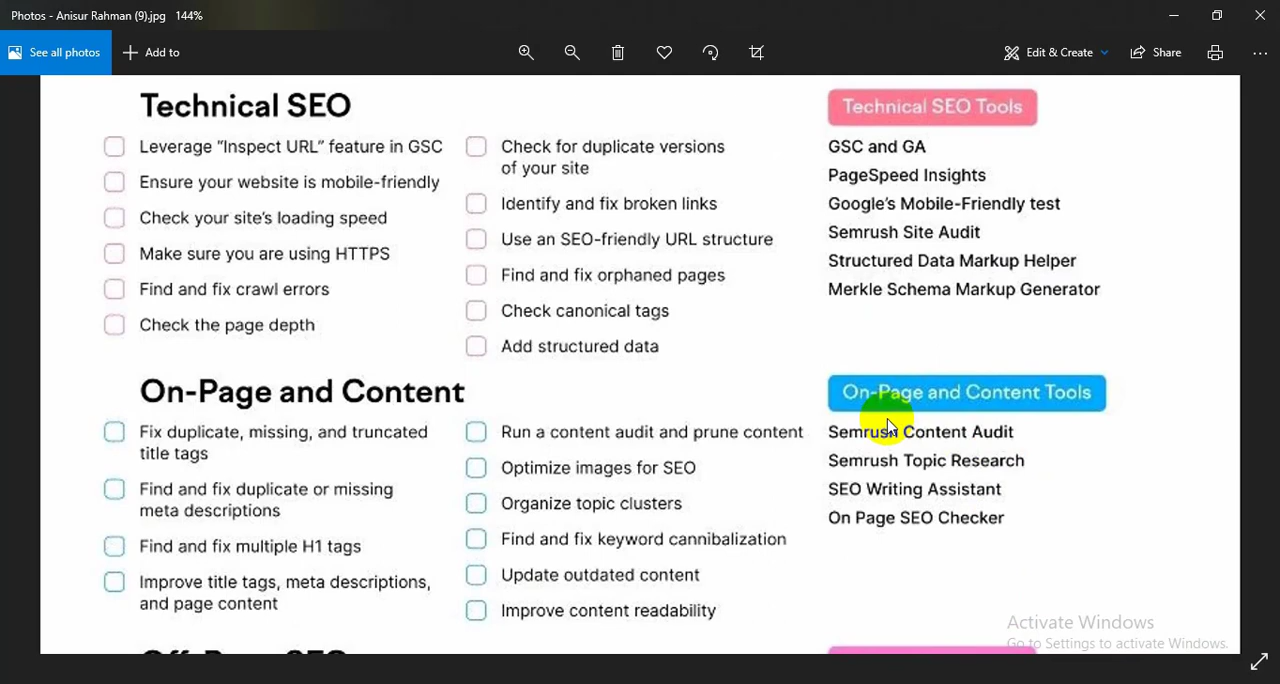 Photos - Anisur Rahman (9).jpg 144%
See all photos
Add to
Edit & Create
Share
Technical SEO
Leverage "Inspect URL" feature in GSC
Ensure your website is mobile-friendly
Check your site's loading speed
Make sure you are using HTTPS
Find and fix crawl errors
Check the page depth
Check for duplicate versions
of your site
Identify and fix broken links
Use an SEO-friendly URL structure
Find and fix orphaned pages
Check canonical tags
Add structured data
Technical SEO Tools
GSC and GA
PageSpeed Insights
Google's Mobile-Friendly test
Semrush Site Audit
Structured Data Markup Helper
Merkle Schema Markup Generator
On-Page and Content
Fix duplicate, missing, and truncated
title tags
Find and fix duplicate or missing
meta descriptions
Find and fix multiple H1 tags
Improve title tags, meta descriptions,
and page content
Run a content audit and prune content
Optimize images for SEO
Organize topic clusters
Find and fix keyword cannibalization
Update outdated content
Improve content readability
On-Page and Content Tools
Semrush Content Audit
Semrush Topic Research
SEO Writing Assistant
On Page SEO Checker
Activate Windows
Go to Settings to activate Windows.